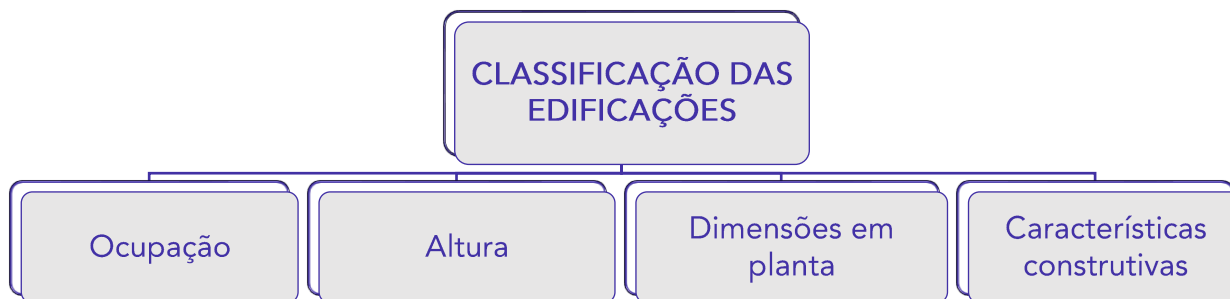 CLASSIFICAÇÃO DAS
EDIFICAÇÕES
Ocupação
Altura
Dimensões em
planta
Características
construtivas